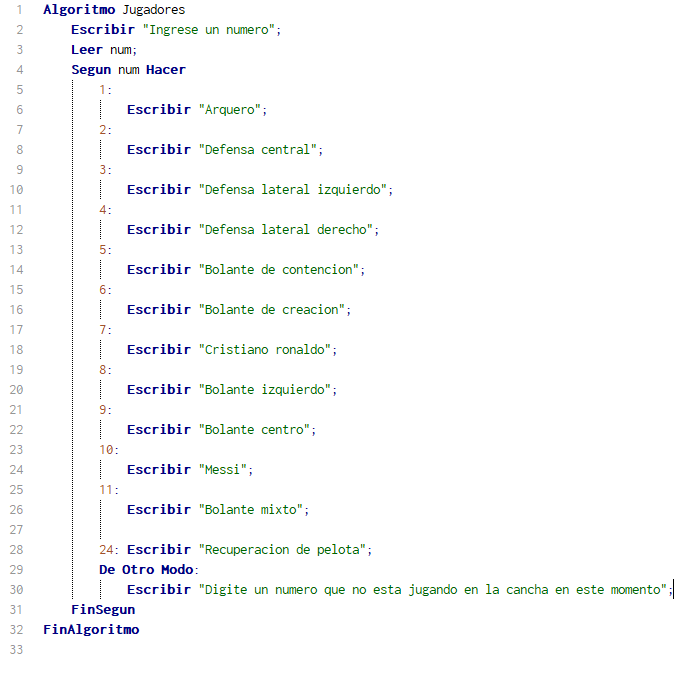 1 Algoritmo Jugadores
2 Escribir "Ingrese un numero";
3 Leer num;
4 Segun num Hacer
5 1:
6 Escribir "Arquero";
7 2:
8 Escribir "Defensa central";
9 3:
10 Escribir "Defensa lateral izquierdo";
11 4:
12 Escribir "Defensa lateral derecho";
13 5:
14 Escribir "Bolante de contencion";
15 6:
16 Escribir "Bolante de creacion";
17 7:
18 Escribir "Cristiano ronaldo";
19 8:
20 Escribir "Bolante izquierdo";
21 9:
22 Escribir "Bolante centro";
23 10:
24 Escribir "Messi";
25 11:
26 Escribir "Bolante mixto";
27
28 24: Escribir "Recuperacion de pelota";
29 De Otro Modo:
30 Escribir "Digite un numero que no esta jugando en la cancha en este momento";
31 FinSegun
32 FinAlgoritmo
33